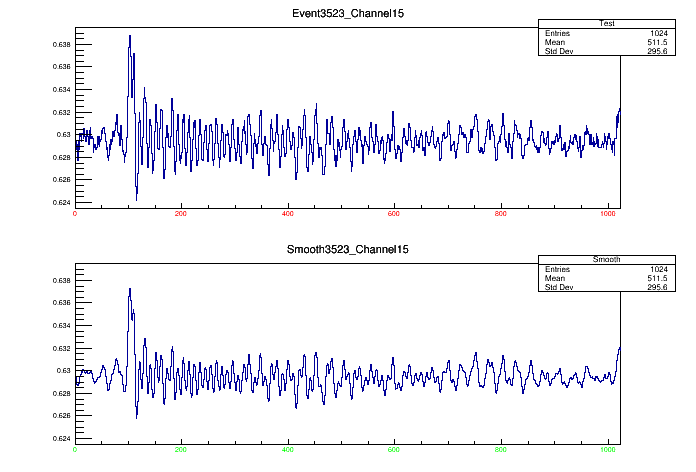 Event3523_Channel15
Test
Entries 1024
Mean 511.5
Std Dev 295.6
0.638
0.636
0.634
0.632
0.63
0.628
0.626
0.624
0 200 400 600 800 1000
Smooth3523_Channel15
Smooth
Entries 1024
Mean 511.5
Std Dev 295.6
0.638
0.636
0.634
0.632
0.63
0.628
0.626
0.624
0 200 400 600 800 1000